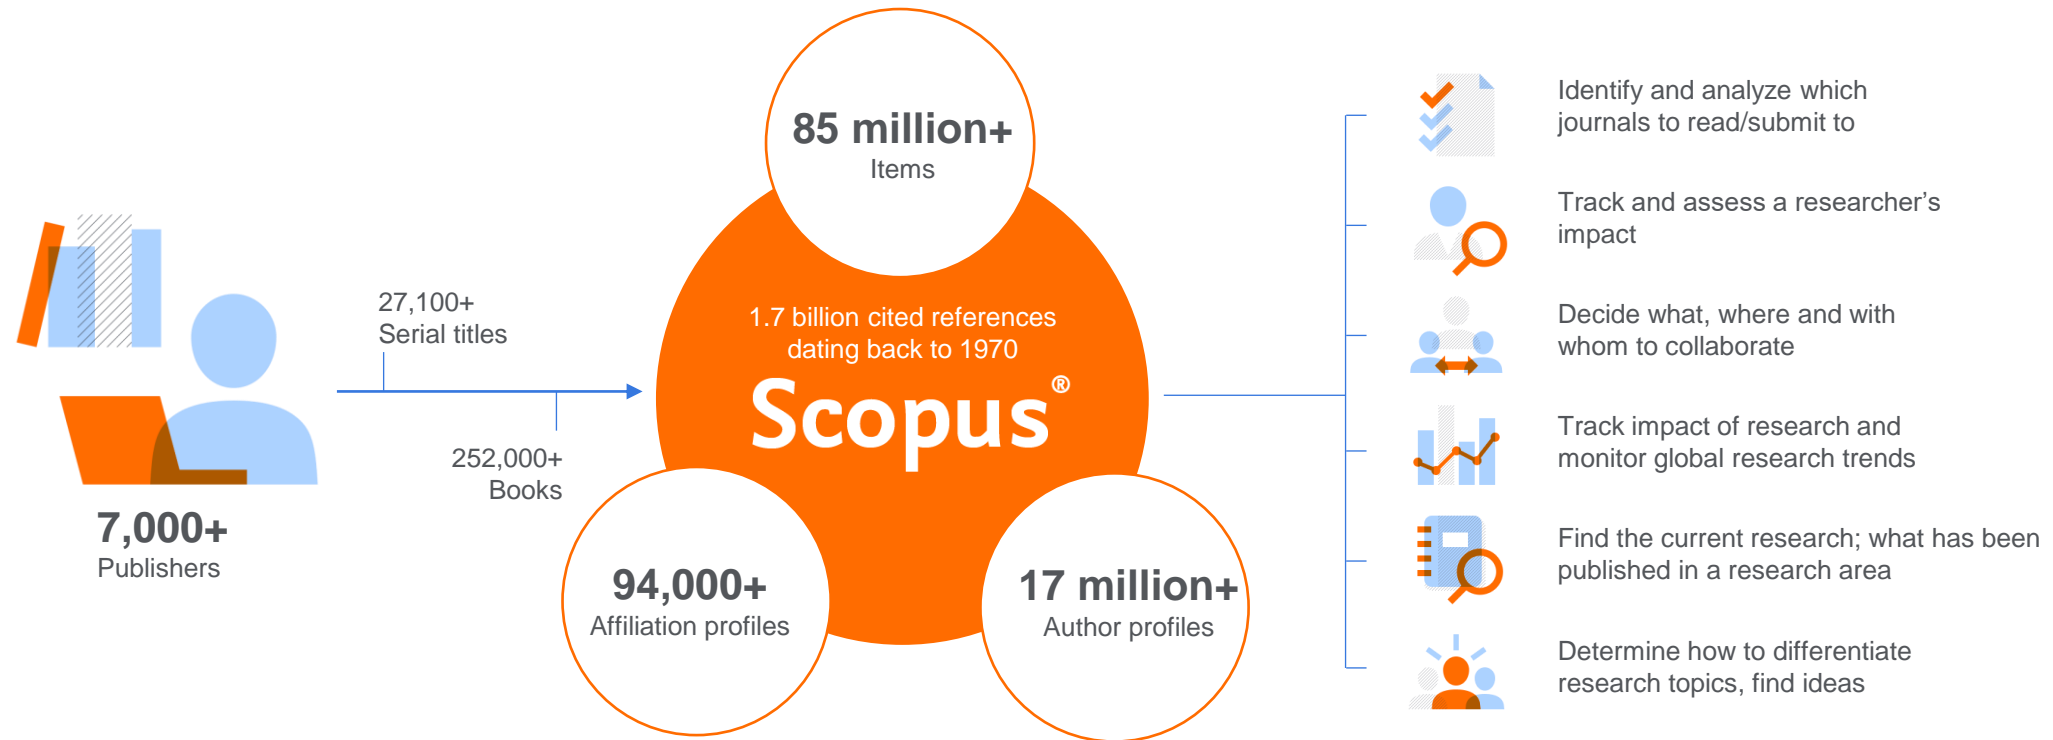 7,000+
Publishers
27,100+
Serial titles
252,000+
Books
85 million+
Items
1.7 billion cited references
dating back to 1970
Scopus®
94,000+
Affiliation profiles
17 million+
Author profiles
Identify and analyze which
journals to read/submit to
Track and assess a researcher’s
impact
Decide what, where and with
whom to collaborate
Track impact of research and
monitor global research trends
Find the current research; what has been
published in a research area
Determine how to differentiate
research topics, find ideas